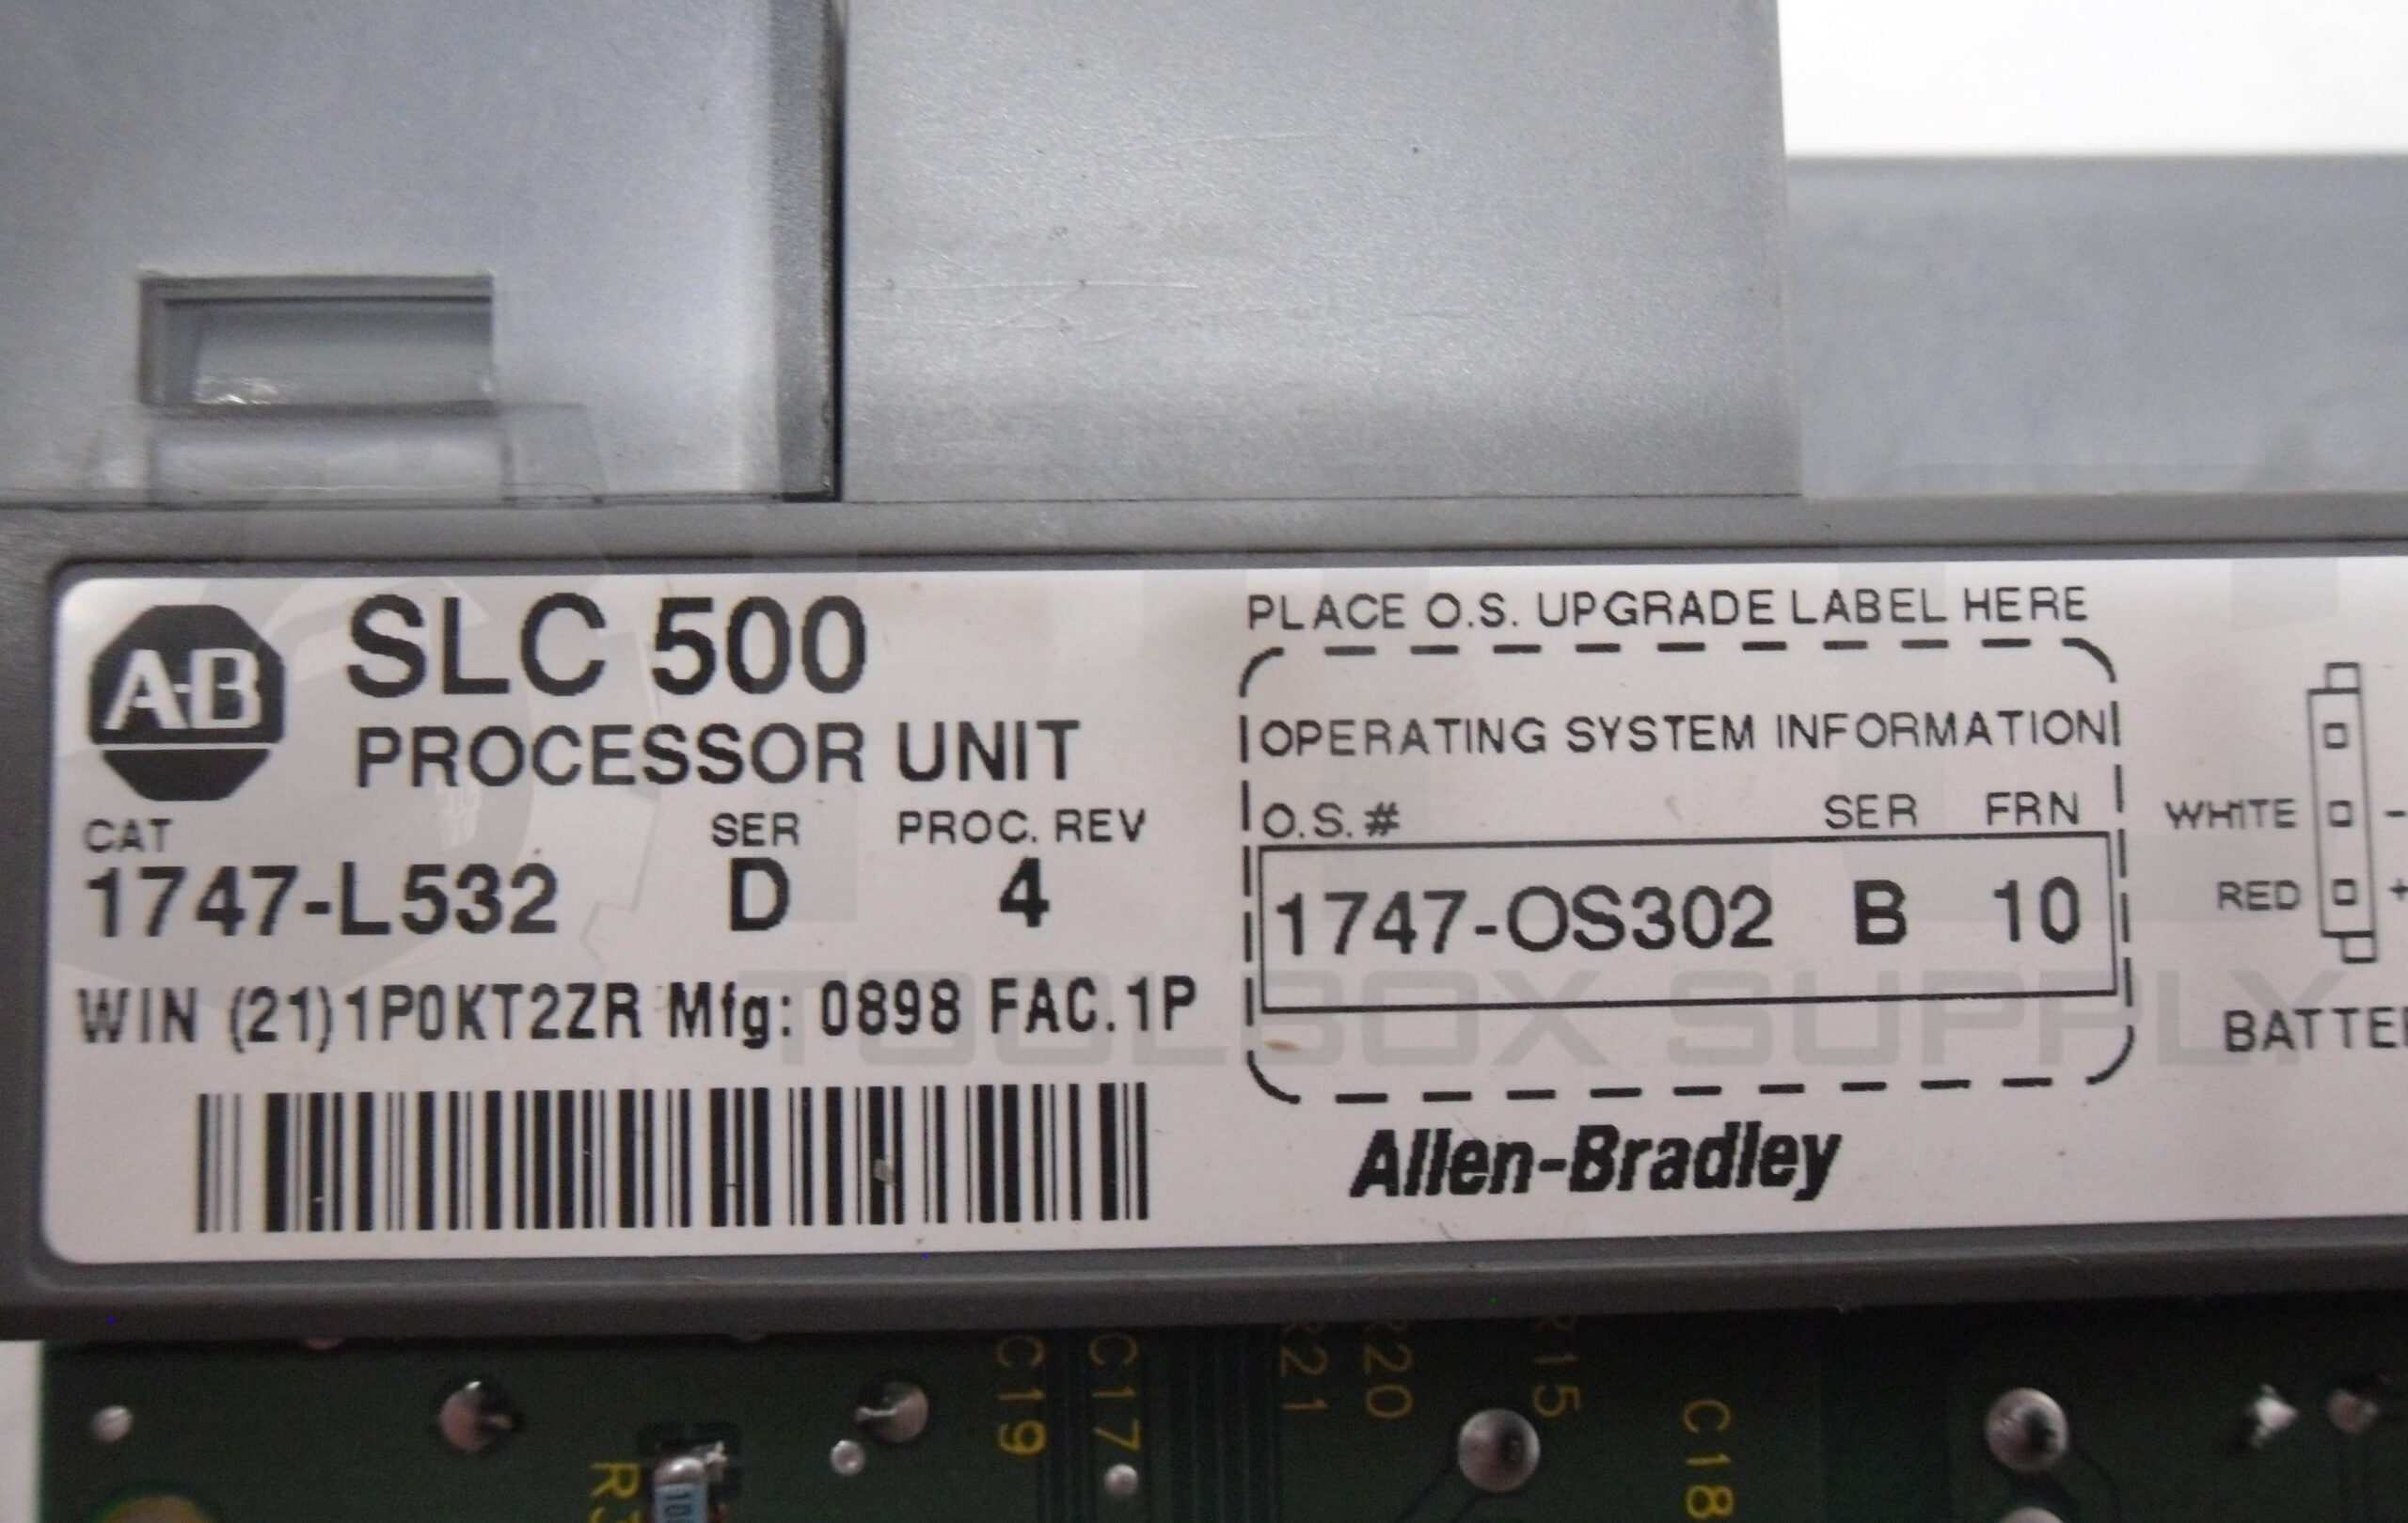 A-B
SLC 500
PROCESSOR UNIT
CAT SER PROC. REV
1747-L532 D 4
WIN (21)1P0KT2ZR Mfg: 0898 FAC.1P
PLACE O.S. UPGRADE LABEL HERE
OPERATING SYSTEM INFORMATION
O.S.# SER FRN
1747-OS302 B 10
Allen-Bradley
WHITE -
RED +
TOOLBOX SUPPLY
C19
C17
R21
R20
R15
C18